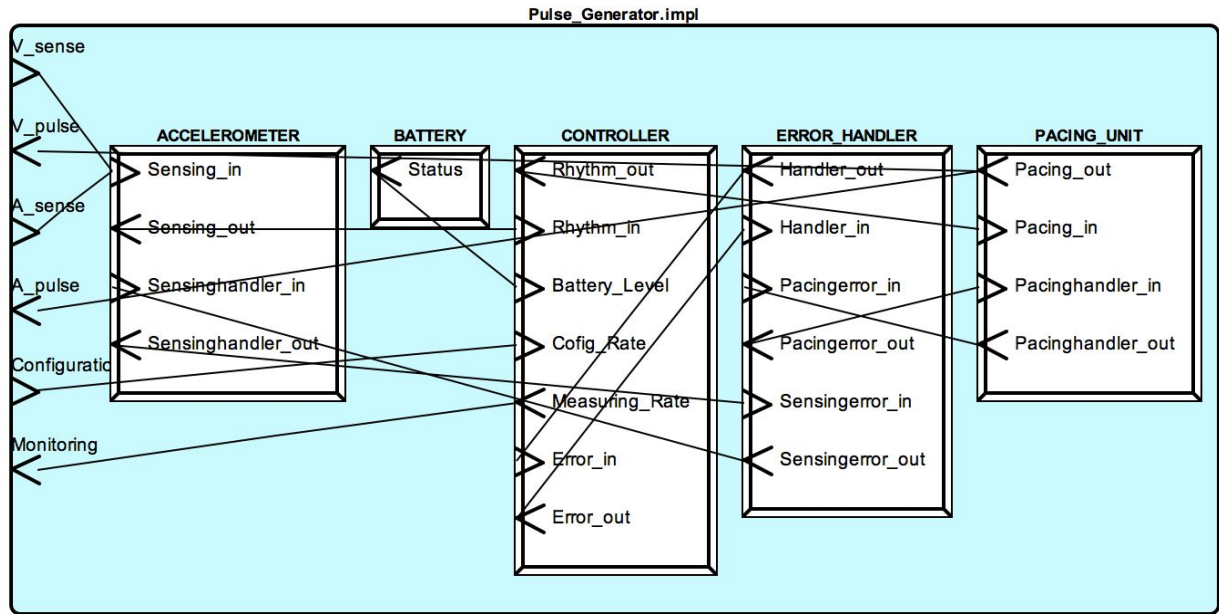 Pulse_Generator.impl
V_sense
V_pulse
A_sense
A_pulse
Configuratic
Monitoring
ACCELEROMETER
Sensing_in
Sensing_out
Sensinghandler_in
Sensinghandler_out
BATTERY
Status
CONTROLLER
Rhythm_out
Rhythm_in
Battery_Level
Cofig_Rate
Measuring_Rate
Error_in
Error_out
ERROR_HANDLER
Handler_out
Handler_in
Pacingerror_in
Pacingerror_out
Sensingerror_in
Sensingerror_out
PACING_UNIT
Pacing_out
Pacing_in
Pacinghandler_in
Pacinghandler_out